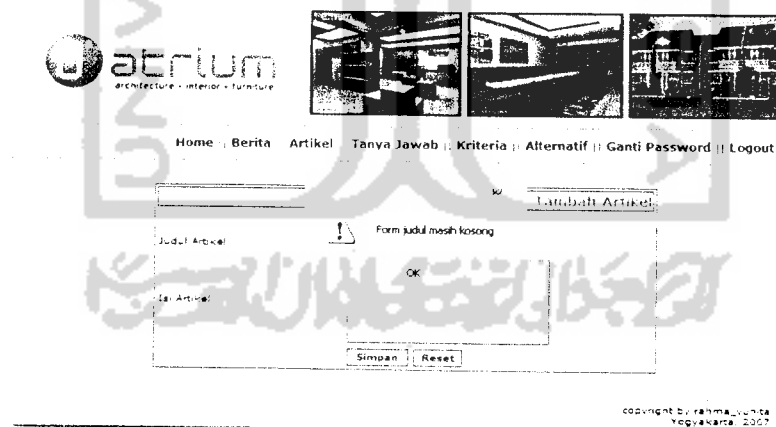 atrium
architecture • interior • furniture
Home :: Berita Artikel Tanya Jawab :: Kriteria :: Alternatif :: Ganti Password :: Logout
Tambah Artikel
Judul Artikel
Form judul masih kosong
OK
Isi Artikel
Simpan Reset
copyright by rahma_yunita
Yogyakarta, 2007